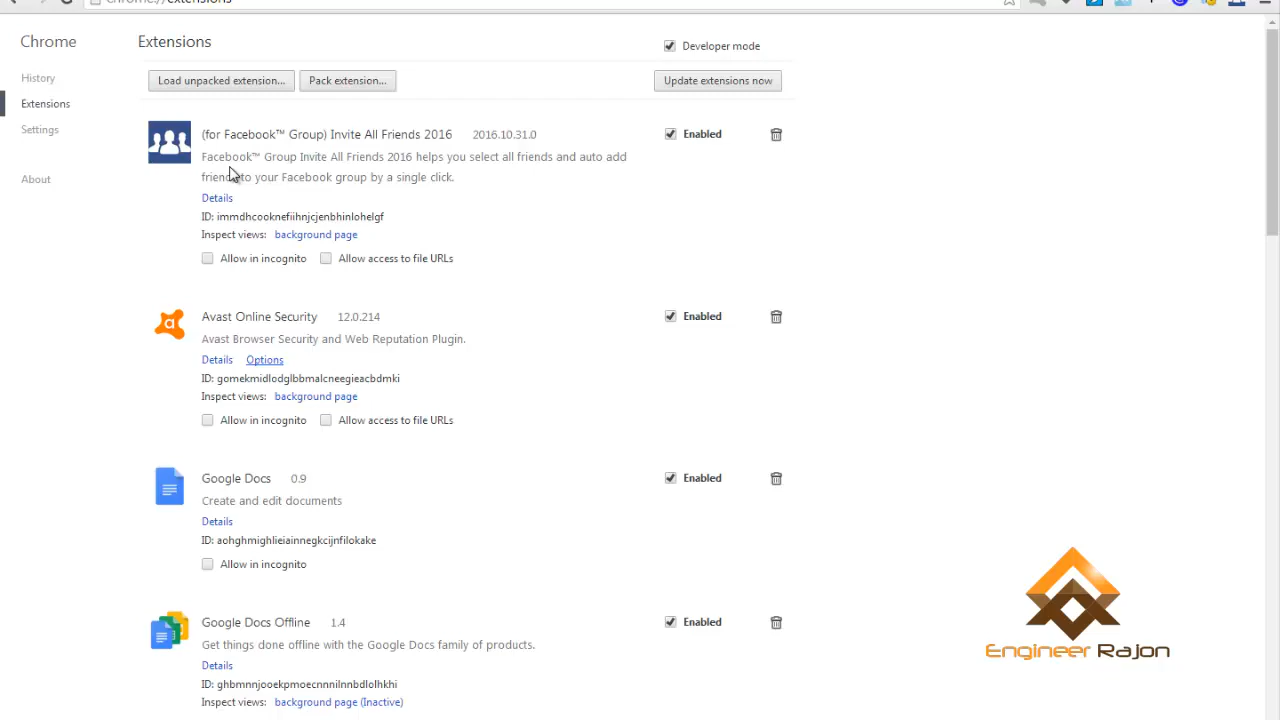 chrome://extensions
Chrome
Extensions
Developer mode
History
Load unpacked extension...
Pack extension...
Update extensions now
Extensions
Settings
About
(for Facebook™ Group) Invite All Friends 2016 2016.10.31.0
Enabled
Facebook™ Group Invite All Friends 2016 helps you select all friends and auto add
friends to your Facebook group by a single click.
Details
ID: immdhcooknefiihnjcjenbhinlohelgf
Inspect views: background page
Allow in incognito Allow access to file URLs
Avast Online Security 12.0.214
Enabled
Avast Browser Security and Web Reputation Plugin.
Details Options
ID: gomekmidlodglbbmalcneegieacbdmki
Inspect views: background page
Allow in incognito Allow access to file URLs
Google Docs 0.9
Enabled
Create and edit documents
Details
ID: aohghmighlieiainnegkcijnfilokake
Allow in incognito
Google Docs Offline 1.4
Enabled
Get things done offline with the Google Docs family of products.
Details
ID: ghbmnnjooekpmoecnnnilnnbdlolhkhi
Inspect views: background page (Inactive)
Engineer Rajon